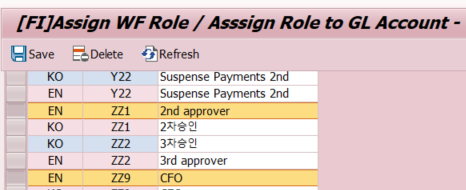 [FI]Assign WF Role / Asssign Role to GL Account -
Save Delete Refresh
KO Y22 Suspense Payments 2nd
EN Y22 Suspense Payments 2nd
EN ZZ1 2nd approver
KO ZZ1 2차승인
KO ZZ2 3차승인
EN ZZ2 3rd approver
EN ZZ9 CFO